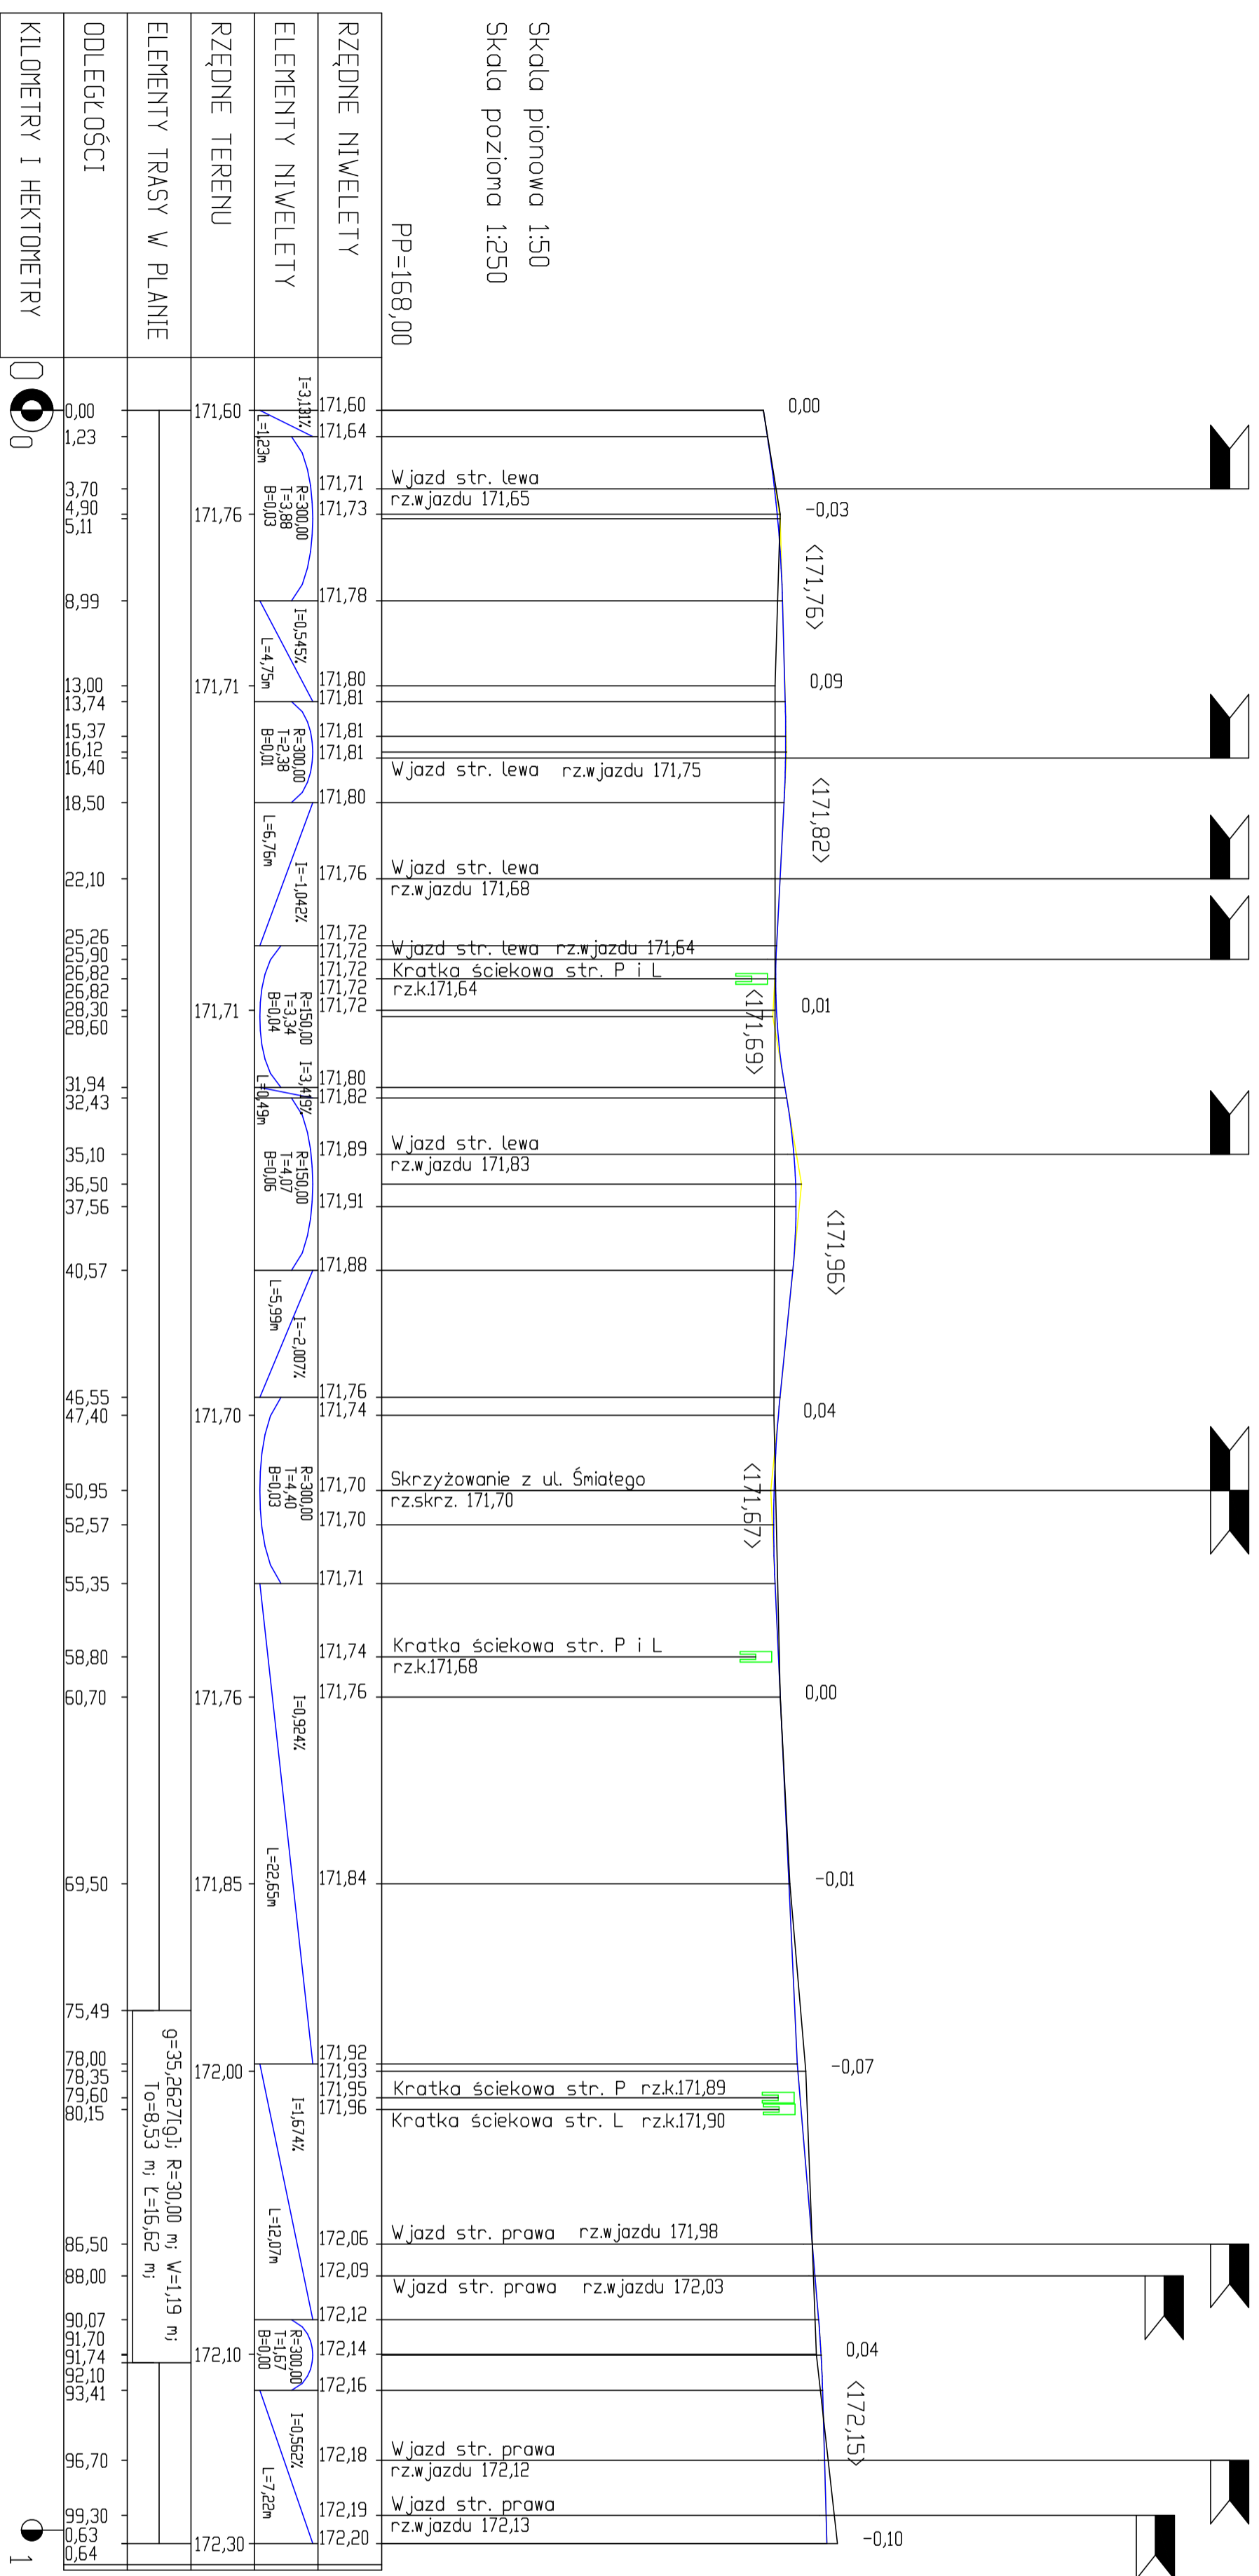 Skala pionowa 1:50
Skala pozioma 1:250
PP=168,00
RZĘDNE NIWELETY
ELEMENTY NIWELETY
RZĘDNE TERENU
ELEMENTY TRASY W PLANIE
ODLEGŁOŚCI
KILOMETRY I HEKTOMETRY
0,00
-0,03
<171,76>
0,09
<171,82>
0,01
<171,69>
<171,96>
0,04
<171,67>
0,00
-0,01
-0,07
0,04
<172,15>
-0,10
Wjazd str. lewa
rz.wjazdu 171,65
Wjazd str. lewa rz.wjazdu 171,75
Wjazd str. lewa
rz.wjazdu 171,68
Wjazd str. lewa rz.wjazdu 171,64
Kratka ściekowa str. P i L
rz.k.171,64
Wjazd str. lewa
rz.wjazdu 171,83
Skrzyżowanie z ul. Śmiałego
rz.skrz. 171,70
Kratka ściekowa str. P i L
rz.k.171,68
Kratka ściekowa str. P rz.k.171,89
Kratka ściekowa str. L rz.k.171,90
Wjazd str. prawa rz.wjazdu 171,98
Wjazd str. prawa rz.wjazdu 172,03
Wjazd str. prawa
rz.wjazdu 172,12
Wjazd str. prawa
rz.wjazdu 172,13
171,60
171,64
171,71
171,73
171,78
171,80
171,81
171,81
171,81
171,80
171,76
171,72
171,72
171,72
171,72
171,72
171,80
171,82
171,89
171,91
171,88
171,76
171,74
171,70
171,70
171,71
171,74
171,76
171,84
171,92
171,93
171,95
171,96
172,06
172,09
172,12
172,14
172,16
172,18
172,19
172,20
I=3,131%
L=1,23m
R=300,00
T=3,88
B=0,03
I=0,545%
L=4,75m
R=300,00
T=2,38
B=0,01
I=-1,042%
L=6,76m
R=150,00
T=3,34
B=0,04
I=3,419%
L=0,49m
R=150,00
T=4,07
B=0,06
I=-2,007%
L=5,99m
R=300,00
T=4,40
B=0,03
I=0,924%
L=22,65m
I=1,674%
L=12,07m
R=300,00
T=1,67
B=0,00
I=0,562%
L=7,22m
171,60
171,76
171,71
171,71
171,70
171,76
171,85
172,00
172,10
172,30
g=35,2627[g]; R=30,00 m; W=1,19 m;
To=8,53 m; Ł=16,62 m;
0,00
1,23
3,70
4,90
5,11
8,99
13,00
13,74
15,37
16,12
16,40
18,50
22,10
25,26
25,90
26,82
26,82
28,30
28,60
31,94
32,43
35,10
36,50
37,56
40,57
46,55
47,40
50,95
52,57
55,35
58,80
60,70
69,50
75,49
78,00
78,35
79,60
80,15
86,50
88,00
90,07
91,70
91,74
92,10
93,41
96,70
99,30
0,63
0,64
0 0
1